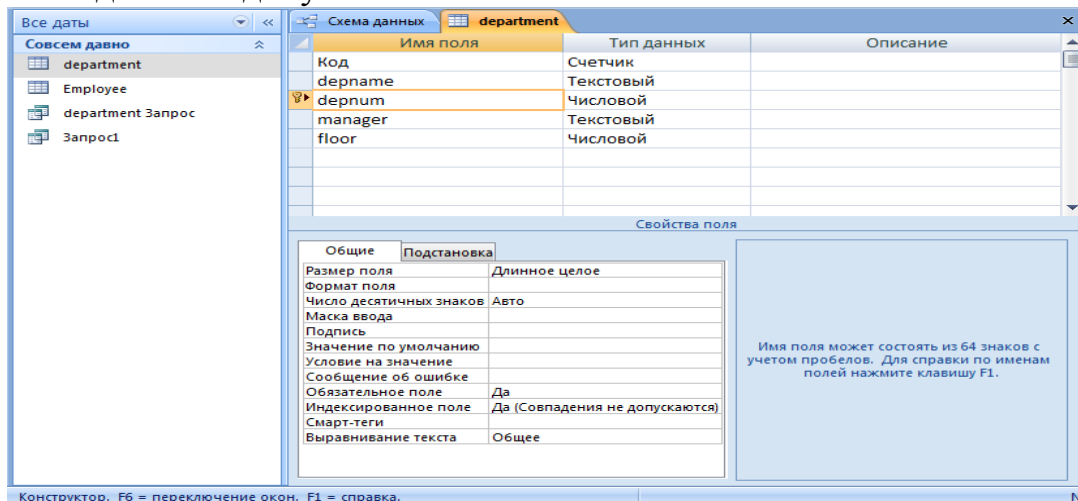 Все даты
Совсем давно
department
Employee
department Запрос
Запрос1
Схема данных department
Имя поля Тип данных Описание
Код Счетчик
depname Текстовый
depnum Числовой
manager Текстовый
floor Числовой
Свойства поля
Общие Подстановка
Размер поля Длинное целое
Формат поля
Число десятичных знаков Авто
Маска ввода
Подпись
Значение по умолчанию
Условие на значение
Сообщение об ошибке
Обязательное поле Да
Индексированное поле Да (Совпадения не допускаются)
Смарт-теги
Выравнивание текста Общее
Имя поля может состоять из 64 знаков с
учетом пробелов. Для справки по именам
полей нажмите клавишу F1.
Конструктор. F6 = переключение окон. F1 = справка. N